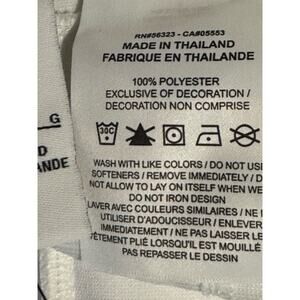 RN#56323 - CA#05553
MADE IN THAILAND
FABRIQUE EN THAILANDE
100% POLYESTER
EXCLUSIVE OF DECORATION /
DECORATION NON COMPRISE
30C
WASH WITH LIKE COLORS / DO NOT USE
SOFTENERS / REMOVE IMMEDIATELY / D
NOT ALLOW TO LAY ON ITSELF WHEN WE
DO NOT IRON DESIGN
LAVER AVEC COULEURS SIMILAIRES / NE
UTILISER D'ADOUCISSEUR / ENLEVER
IMMEDIATEMENT / NE PAS LAISSER LE
VÊTEMENT PLIÉ LORSQU'IL EST MOUILLÉ
PAS REPASSER LE DESSIN
G
D
ANDE